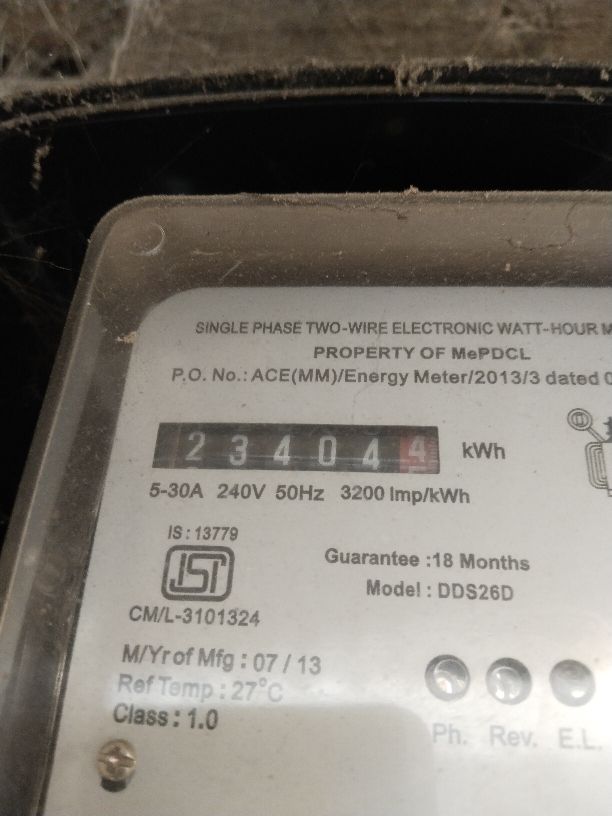 SINGLE PHASE TWO-WIRE ELECTRONIC WATT-HOUR M
PROPERTY OF MePDCL
P.O. No.: ACE(MM)/Energy Meter/2013/3 dated 0
234044 kWh
5-30A 240V 50Hz 3200 Imp/kWh
IS : 13779
ISI
CM/L-3101324
Guarantee :18 Months
Model : DDS26D
M/Yr of Mfg : 07 / 13
Ref Temp : 27°C
Class : 1.0
Ph. Rev. E.L.